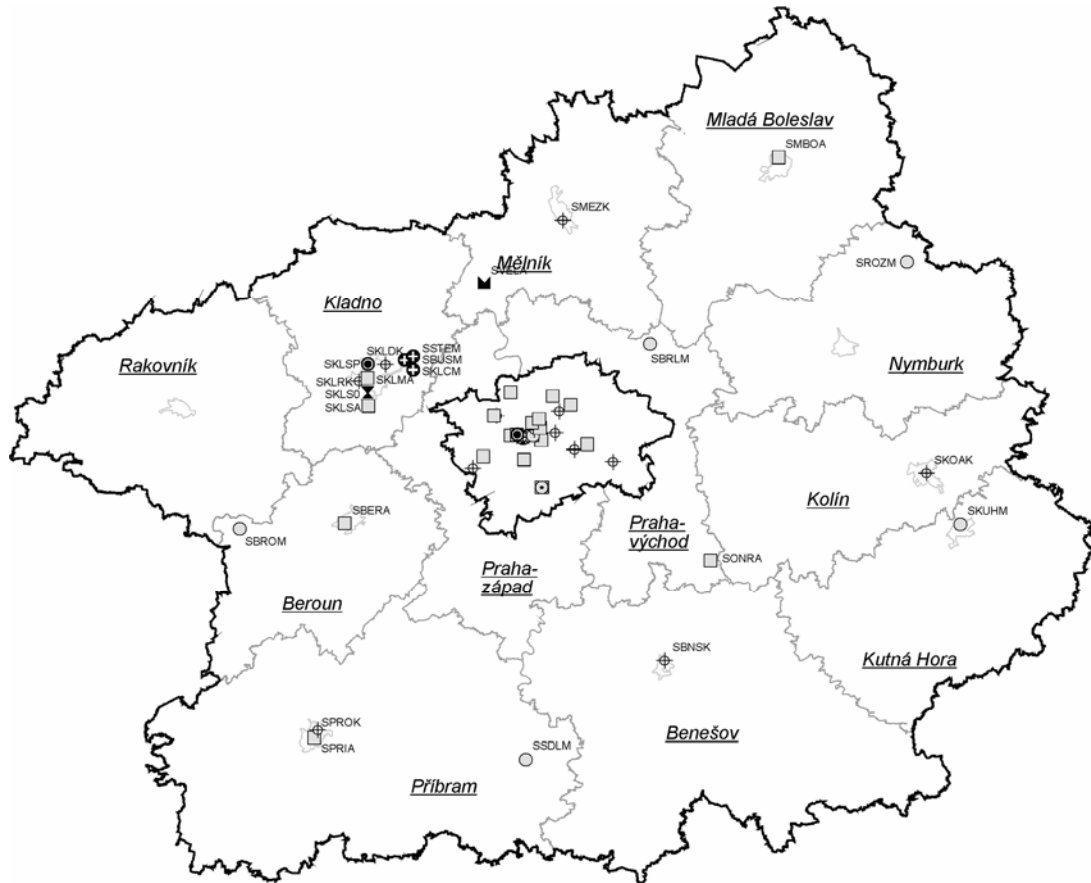 Mladá Boleslav
SMBOA
SMEZK
Mělník
SVELA
SROZM
Kladno
SKLDK
SSTEM
SBUSM
SKLCM
SKLSP
SKLMA
SKLRK
SKLS0
SKLSA
SBRLM
Rakovník
Nymburk
SKOAK
Kolín
SKUHM
SBERA
SBROM
Praha-
východ
SONRA
Praha-
západ
Beroun
SBNSK
Kutná Hora
SPROK
SPRIA
SSDLM
Benešov
Příbram